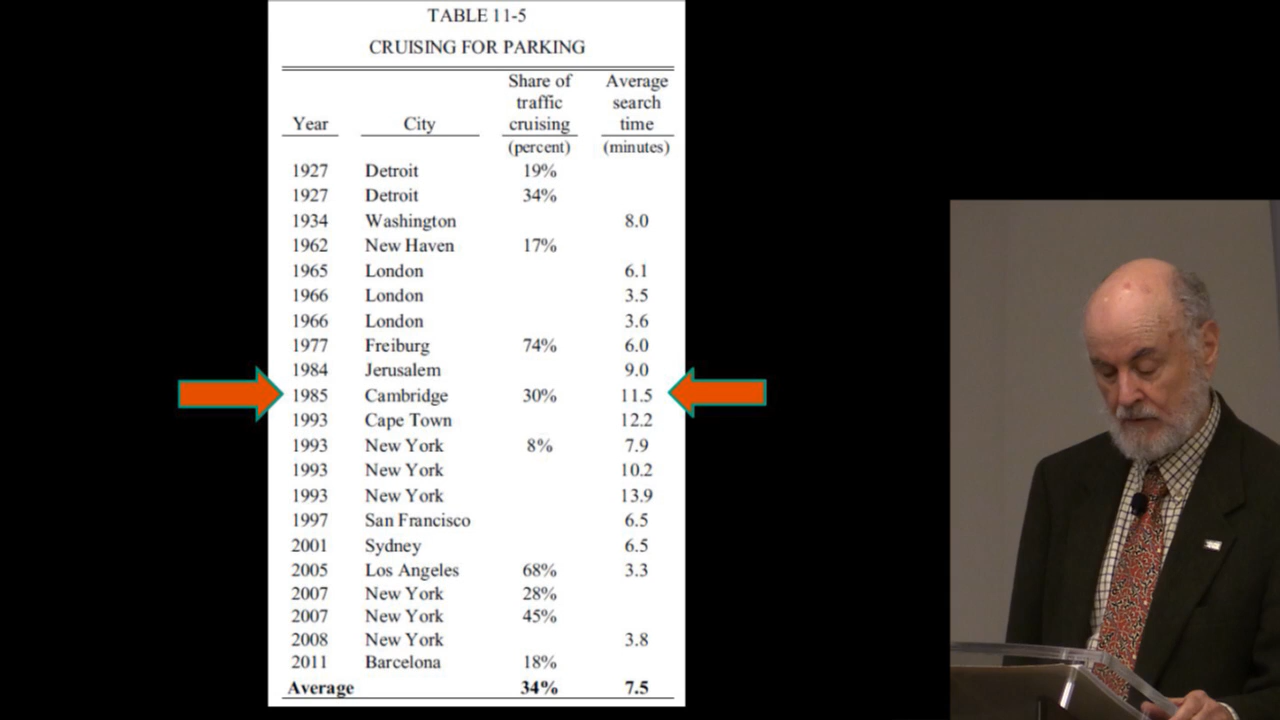 TABLE 11-5
CRUISING FOR PARKING
Share of Average
traffic search
Year City cruising time
(percent) (minutes)
1927 Detroit 19%
1927 Detroit 34%
1934 Washington 8.0
1962 New Haven 17%
1965 London 6.1
1966 London 3.5
1966 London 3.6
1977 Freiburg 74% 6.0
1984 Jerusalem 9.0
1985 Cambridge 30% 11.5
1993 Cape Town 12.2
1993 New York 8% 7.9
1993 New York 10.2
1993 New York 13.9
1997 San Francisco 6.5
2001 Sydney 6.5
2005 Los Angeles 68% 3.3
2007 New York 28%
2007 New York 45%
2008 New York 3.8
2011 Barcelona 18%
Average 34% 7.5